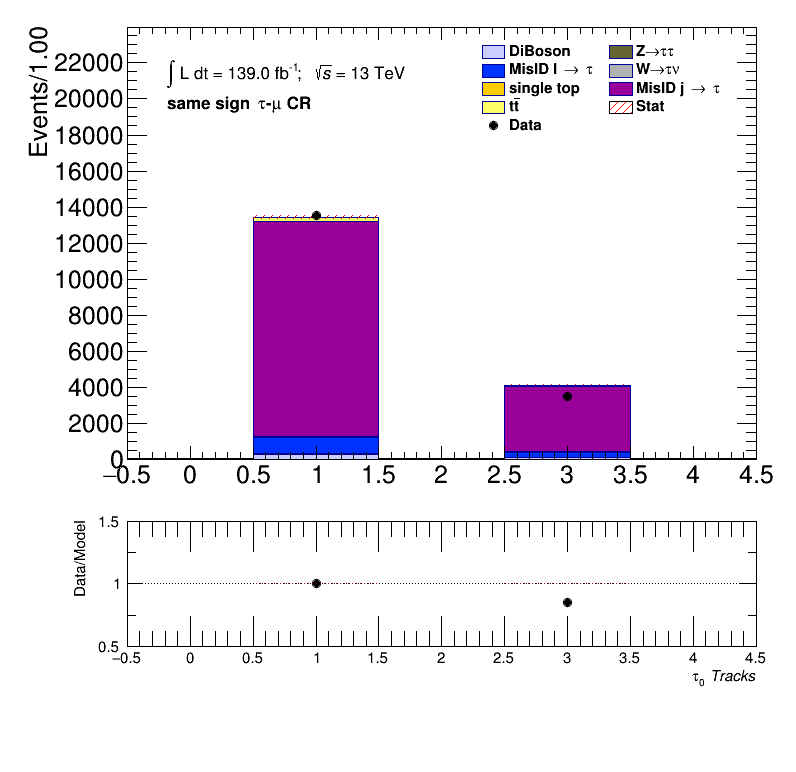 Events/1.00
22000
20000
18000
16000
14000
12000
10000
8000
6000
4000
2000
0
∫ L dt = 139.0 fb⁻¹; √s = 13 TeV
same sign τ-μ CR
DiBoson
MisID l → τ
single top
tt̄
Data
Z→ττ
W→τν
MisID j → τ
Stat
−0.5 0 0.5 1 1.5 2 2.5 3 3.5 4 4.5
Data/Model
1.5
1
0.5
−0.5 0 0.5 1 1.5 2 2.5 3 3.5 4 4.5
τ₀ Tracks